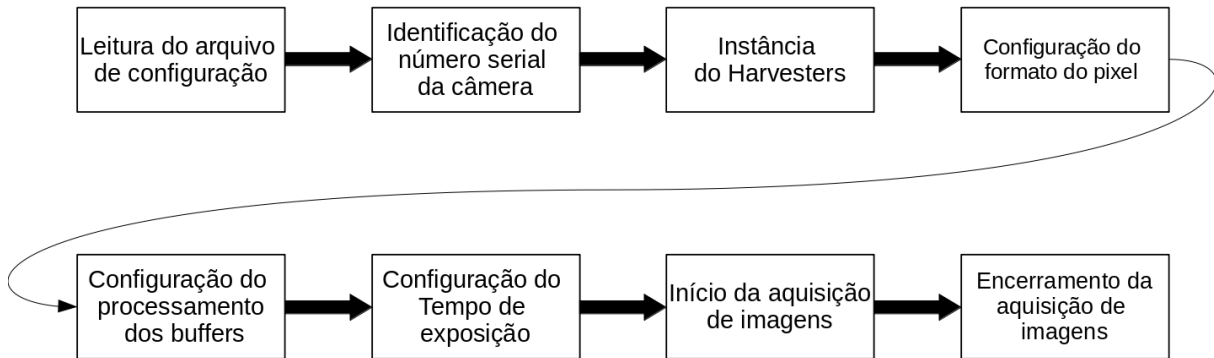 Leitura do arquivo
de configuração
Identificação do
número serial
da câmera
Instância
do Harvesters
Configuração do
formato do pixel
Configuração do
processamento
dos buffers
Configuração do
Tempo de
exposição
Início da aquisição
de imagens
Encerramento da
aquisição de
imagens